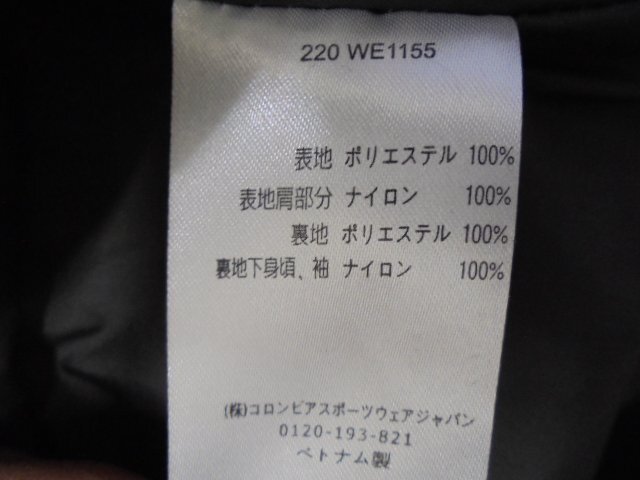 220 WE1155
表地 ポリエステル 100%
表地肩部分 ナイロン 100%
裏地 ポリエステル 100%
裏地下身頃、袖 ナイロン 100%
(株)コロンビアスポーツウェアジャパン
0120-193-821
ベトナム製